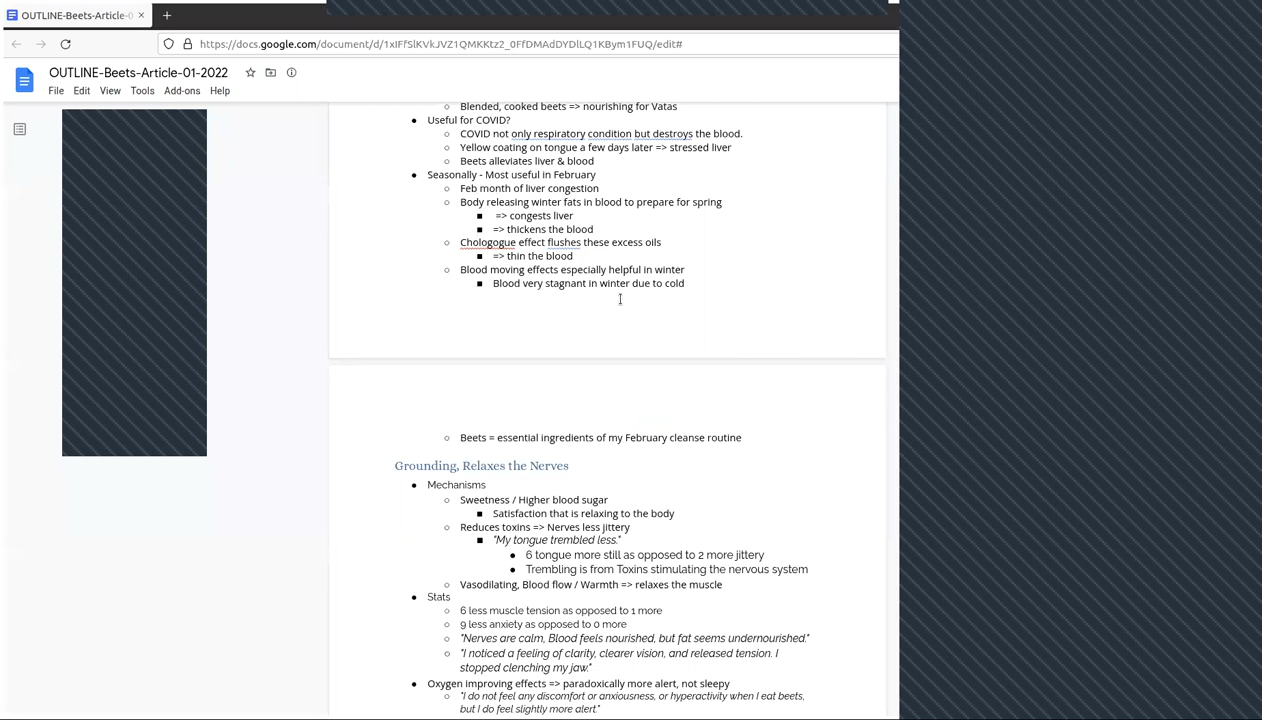 OUTLINE-Beets-Article-0
https://docs.google.com/document/d/1xIFfSlKVkJVZ1QMKKtz2_0FfDMAdDYDlLQ1KBym1FUQ/edit#
OUTLINE-Beets-Article-01-2022
File Edit View Tools Add-ons Help
Blended, cooked beets => nourishing for Vatas
Useful for COVID?
COVID not only respiratory condition but destroys the blood.
Yellow coating on tongue a few days later => stressed liver
Beets alleviates liver & blood
Seasonally - Most useful in February
Feb month of liver congestion
Body releasing winter fats in blood to prepare for spring
=> congests liver
=> thickens the blood
Chologogue effect flushes these excess oils
=> thin the blood
Blood moving effects especially helpful in winter
Blood very stagnant in winter due to cold
Beets = essential ingredients of my February cleanse routine
Grounding, Relaxes the Nerves
Mechanisms
Sweetness / Higher blood sugar
Satisfaction that is relaxing to the body
Reduces toxins => Nerves less jittery
"My tongue trembled less."
6 tongue more still as opposed to 2 more jittery
Trembling is from Toxins stimulating the nervous system
Vasodilating, Blood flow / Warmth => relaxes the muscle
Stats
6 less muscle tension as opposed to 1 more
9 less anxiety as opposed to 0 more
"Nerves are calm, Blood feels nourished, but fat seems undernourished."
"I noticed a feeling of clarity, clearer vision, and released tension. I
stopped clenching my jaw."
Oxygen improving effects => paradoxically more alert, not sleepy
"I do not feel any discomfort or anxiousness, or hyperactivity when I eat beets,
but I do feel slightly more alert."